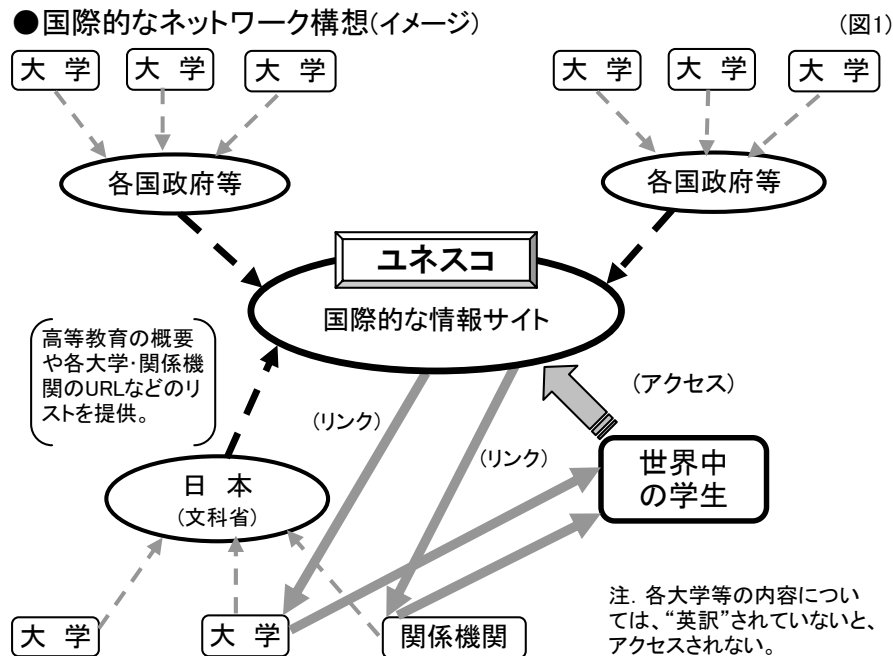 ●国際的なネットワーク構想(イメージ)
(図1)
大 学
大 学
大 学
大 学
大 学
大 学
各国政府等
各国政府等
ユネスコ
国際的な情報サイト
高等教育の概要
や各大学・関係機
関のURLなどのリ
ストを提供。
(アクセス)
(リンク)
(リンク)
世界中
の学生
日 本
(文科省)
大 学
大 学
関係機関
注. 各大学等の内容につい
ては、“英訳”されていないと、
アクセスされない。